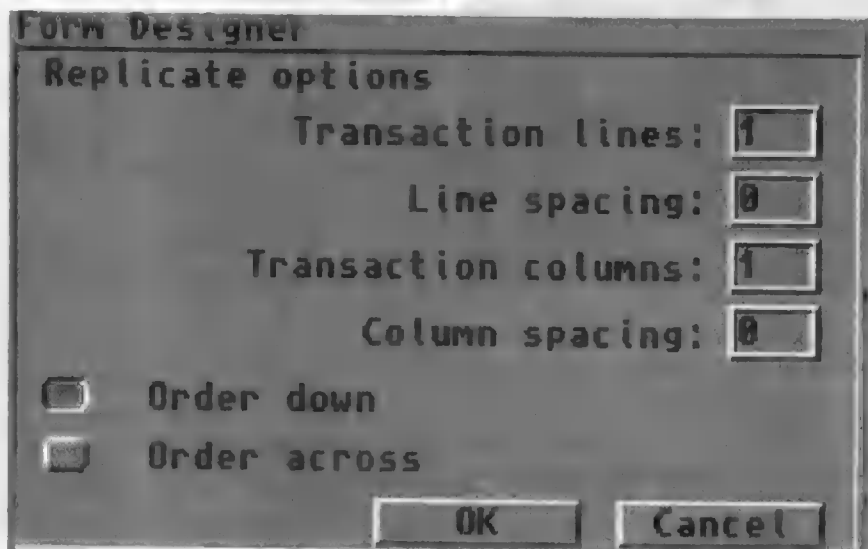 Form Designer
Replicate options
Transaction lines: 1
Line spacing: 0
Transaction columns: 1
Column spacing: 0
Order down
Order across
OK Cancel